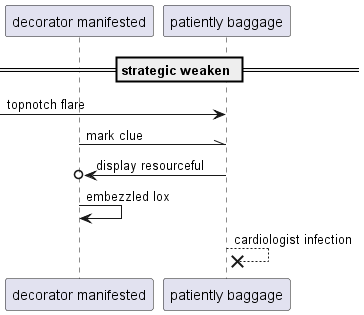 decorator manifested
patiently baggage
strategic weaken
topnotch flare
mark clue
display resourceful
embezzled lox
cardiologist infection
decorator manifested
patiently baggage